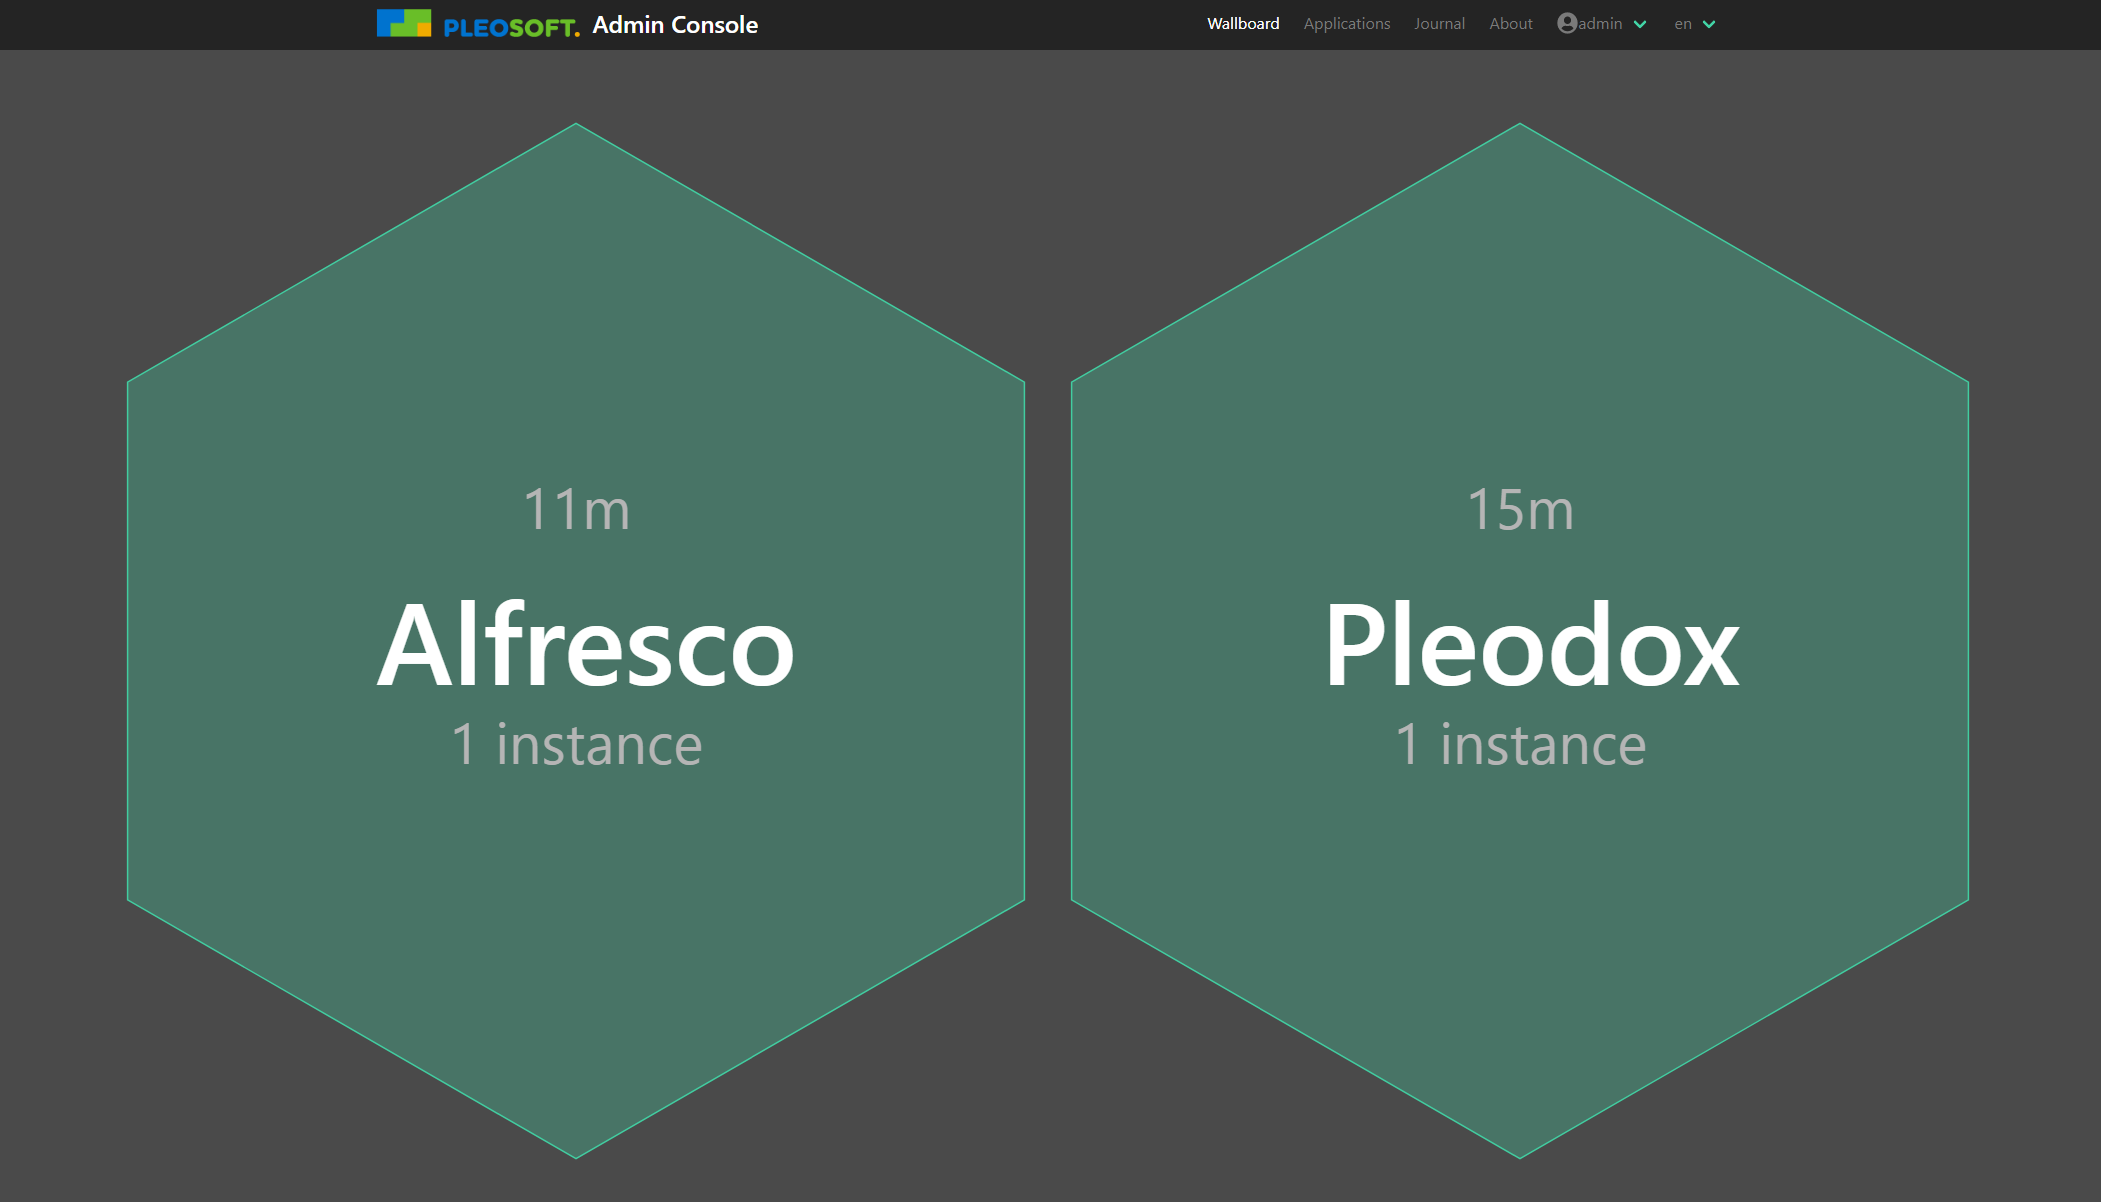 PLEOSOFT. Admin Console
Wallboard Applications Journal About admin en
11m
Alfresco
1 instance
15m
Pleodox
1 instance